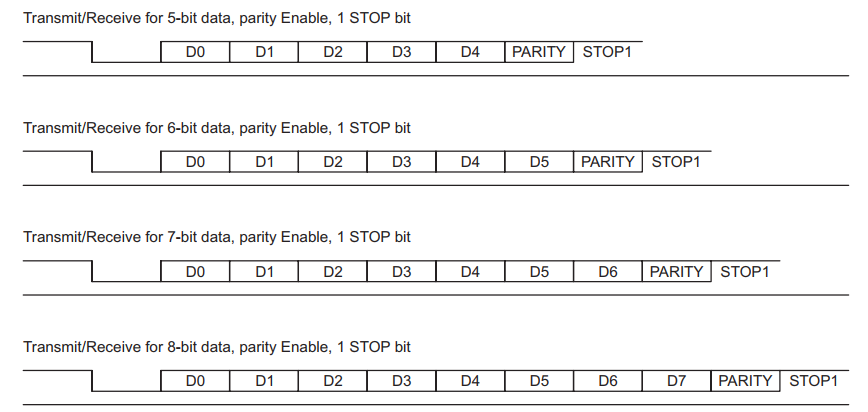 Transmit/Receive for 5-bit data, parity Enable, 1 STOP bit
D0 D1 D2 D3 D4 PARITY STOP1
Transmit/Receive for 6-bit data, parity Enable, 1 STOP bit
D0 D1 D2 D3 D4 D5 PARITY STOP1
Transmit/Receive for 7-bit data, parity Enable, 1 STOP bit
D0 D1 D2 D3 D4 D5 D6 PARITY STOP1
Transmit/Receive for 8-bit data, parity Enable, 1 STOP bit
D0 D1 D2 D3 D4 D5 D6 D7 PARITY STOP1